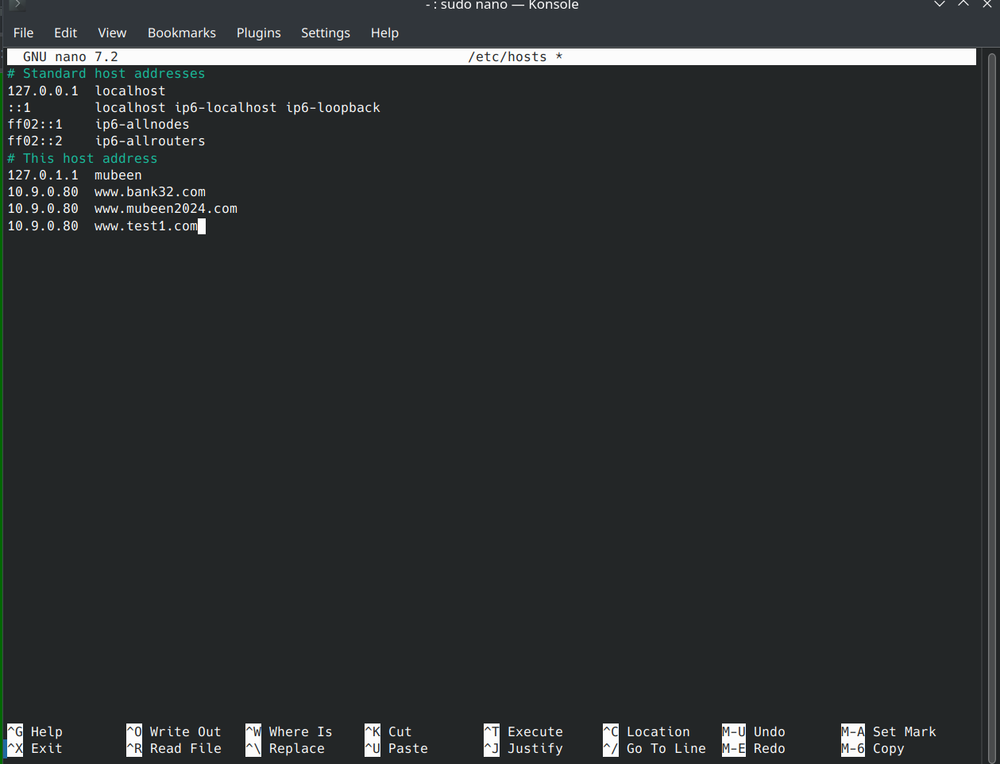 - : sudo nano — Konsole
File Edit View Bookmarks Plugins Settings Help
GNU nano 7.2 /etc/hosts *
# Standard host addresses
127.0.0.1 localhost
::1 localhost ip6-localhost ip6-loopback
ff02::1 ip6-allnodes
ff02::2 ip6-allrouters
# This host address
127.0.1.1 mubeen
10.9.0.80 www.bank32.com
10.9.0.80 www.mubeen2024.com
10.9.0.80 www.test1.com
^G Help ^O Write Out ^W Where Is ^K Cut ^T Execute ^C Location M-U Undo M-A Set Mark
^X Exit ^R Read File ^\ Replace ^U Paste ^J Justify ^/ Go To Line M-E Redo M-6 Copy